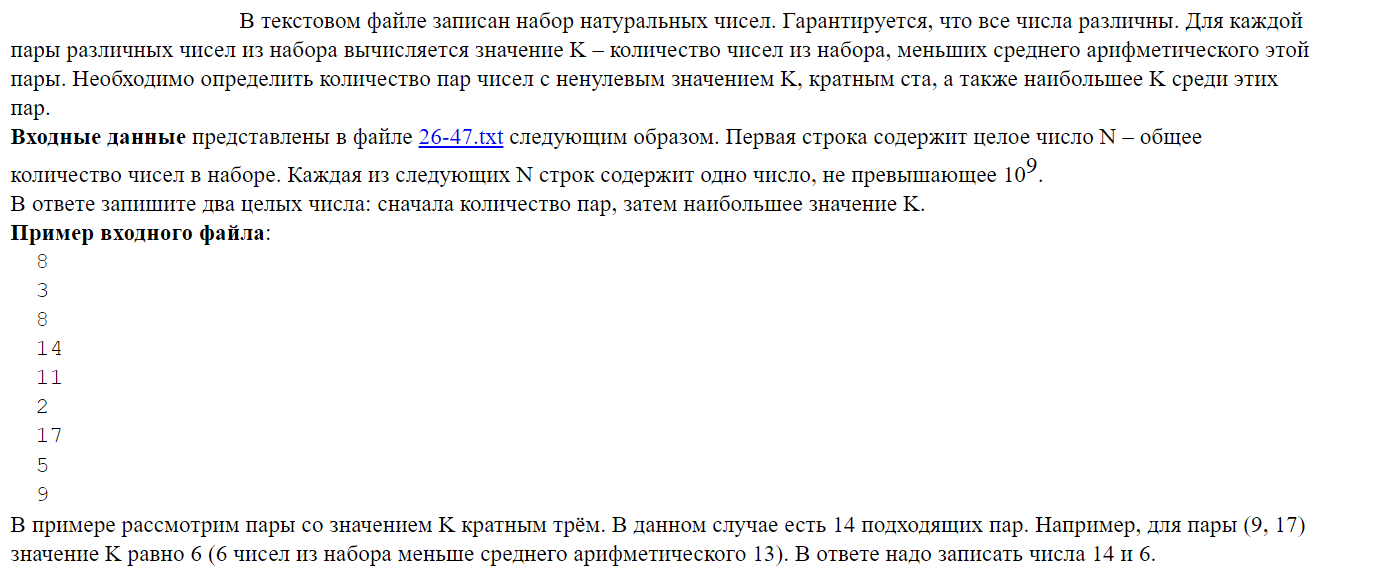 В текстовом файле записан набор натуральных чисел. Гарантируется, что все числа различны. Для каждой
пары различных чисел из набора вычисляется значение K – количество чисел из набора, меньших среднего арифметического этой
пары. Необходимо определить количество пар чисел с ненулевым значением K, кратным ста, а также наибольшее K среди этих
пар.
Входные данные представлены в файле 26-47.txt следующим образом. Первая строка содержит целое число N – общее
количество чисел в наборе. Каждая из следующих N строк содержит одно число, не превышающее 10⁹.
В ответе запишите два целых числа: сначала количество пар, затем наибольшее значение K.
Пример входного файла:
8
3
8
14
11
2
17
5
9
В примере рассмотрим пары со значением K кратным трём. В данном случае есть 14 подходящих пар. Например, для пары (9, 17)
значение K равно 6 (6 чисел из набора меньше среднего арифметического 13). В ответе надо записать числа 14 и 6.